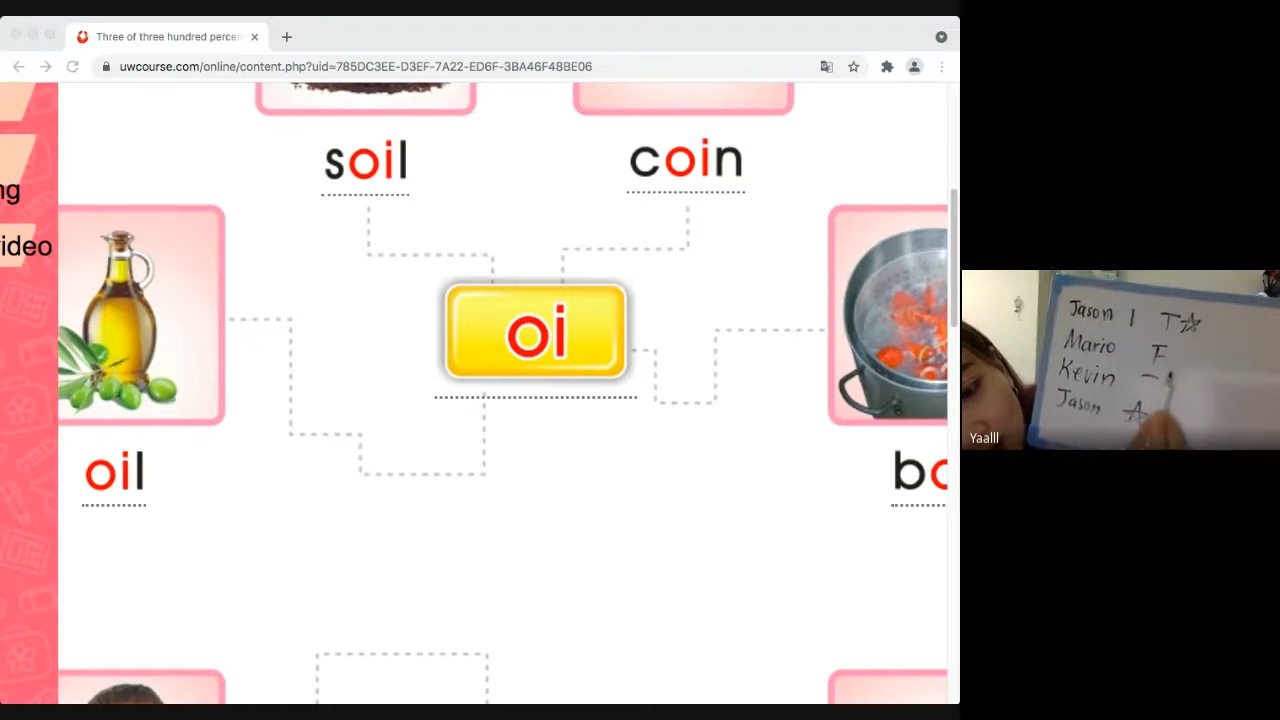 Three of three hundred percen
uwcourse.com/online/content.php?uid=785DC3EE-D3EF-7A22-ED6F-3BA46F48BE06
soil
coin
ng
video
oi
oil
bo
Jason 1 T☆
Mario F
Kevin –
Jason ☆
Yaalll